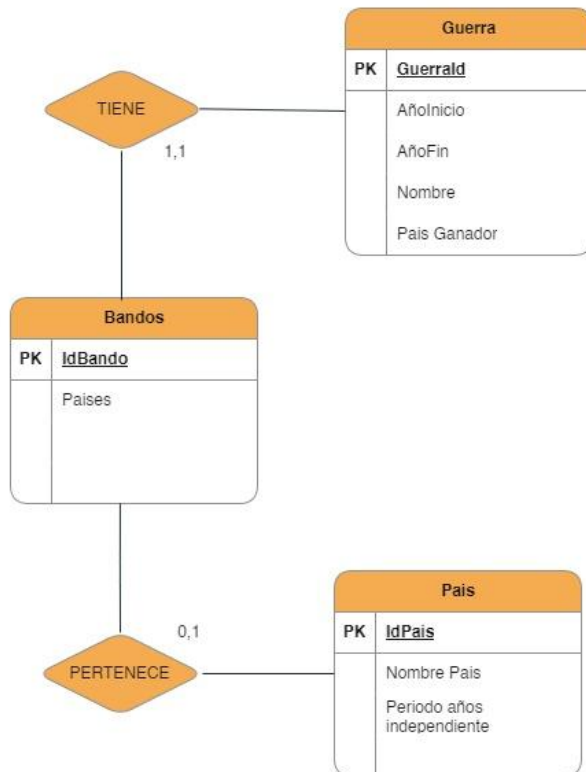 Guerra
PK GuerraId
AñoInicio
AñoFin
Nombre
Pais Ganador
TIENE
1,1
Bandos
PK IdBando
Paises
Pais
PK IdPais
Nombre Pais
Periodo años
independiente
0,1
PERTENECE